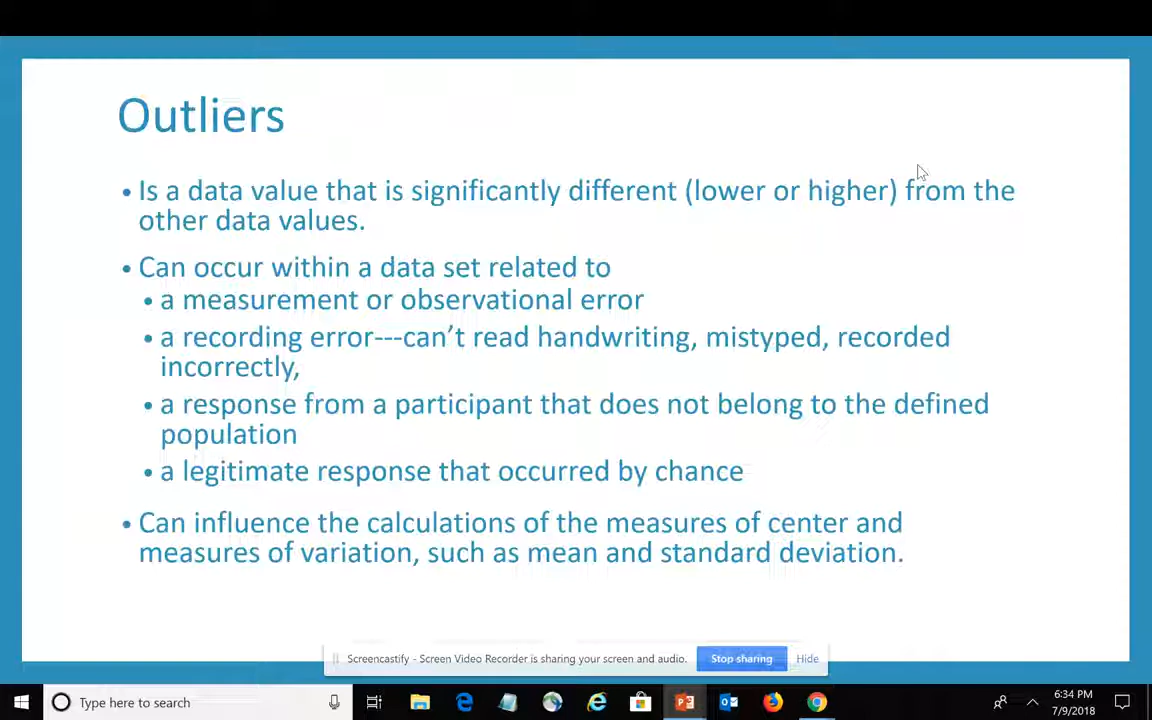 Outliers
• Is a data value that is significantly different (lower or higher) from the
other data values.
• Can occur within a data set related to
• a measurement or observational error
• a recording error---can’t read handwriting, mistyped, recorded
incorrectly,
• a response from a participant that does not belong to the defined
population
• a legitimate response that occurred by chance
• Can influence the calculations of the measures of center and
measures of variation, such as mean and standard deviation.
Screencastify - Screen Video Recorder is sharing your screen and audio. Stop sharing Hide
Type here to search
6:34 PM
7/9/2018